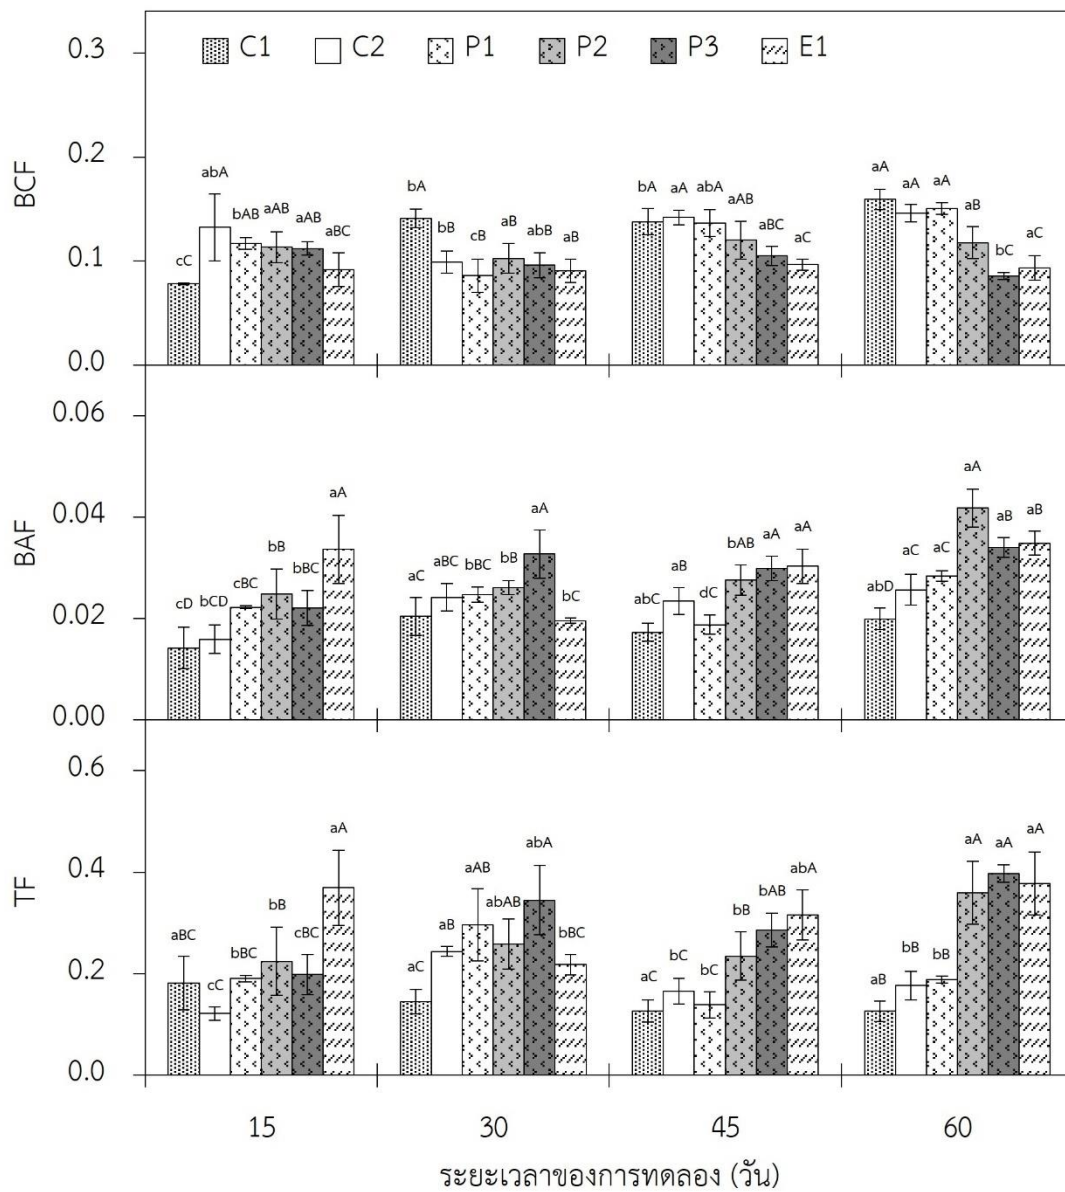 C1 C2 P1 P2 P3 E1
BCF
0.3
0.2
0.1
0.0
cC abA bAB aAB aAB aBC
bA bB cB aB abB aB
bA aA abA aAB aBC aC
aA aA aA aB bC aC
BAF
0.06
0.04
0.02
0.00
cD bCD cBC bB bBC aA
aC aBC bBC bB aA bC
abC aB dC bAB aA aA
abD aC aC aA aB aB
TF
0.6
0.4
0.2
0.0
aBC cC bBC bB cBC aA
aC aB aAB abAB abA bBC
aC bC bC bB bAB abA
aB bB bB aA aA aA
15 30 45 60
ระยะเวลาของการทดลอง (วัน)